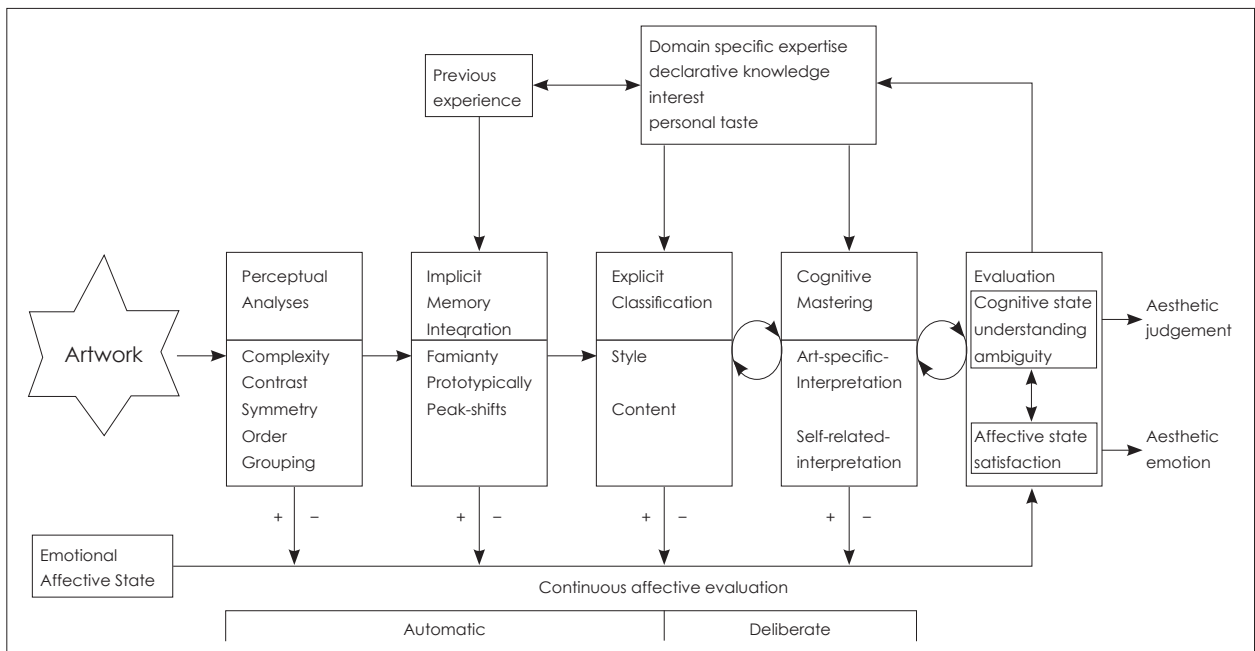 Previous
experience
Domain specific expertise
declarative knowledge
interest
personal taste
Artwork
Perceptual
Analyses
Complexity
Contrast
Symmetry
Order
Grouping
Implicit
Memory
Integration
Famianty
Prototypically
Peak-shifts
Explicit
Classification
Style
Content
Cognitive
Mastering
Art-specific-
Interpretation
Self-related-
interpretation
Evaluation
Cognitive state
understanding
ambiguity
Affective state
satisfaction
Aesthetic
judgement
Aesthetic
emotion
+ –
+ –
+ –
+ –
Emotional
Affective State
Continuous affective evaluation
Automatic
Deliberate